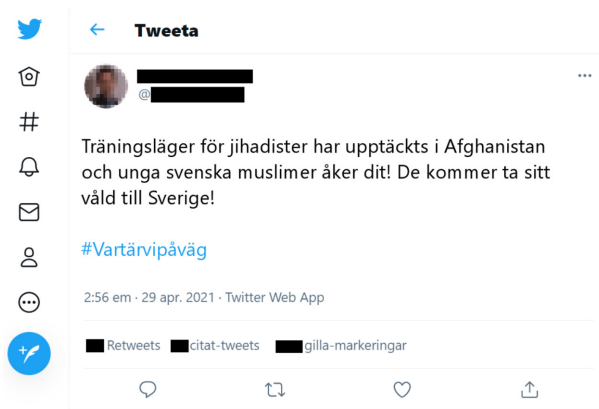 Tweeta
@
Träningsläger för jihadister har upptäckts i Afghanistan
och unga svenska muslimer åker dit! De kommer ta sitt
våld till Sverige!
#Vartärvipåväg
2:56 em · 29 apr. 2021 · Twitter Web App
Retweets citat-tweets gilla-markeringar